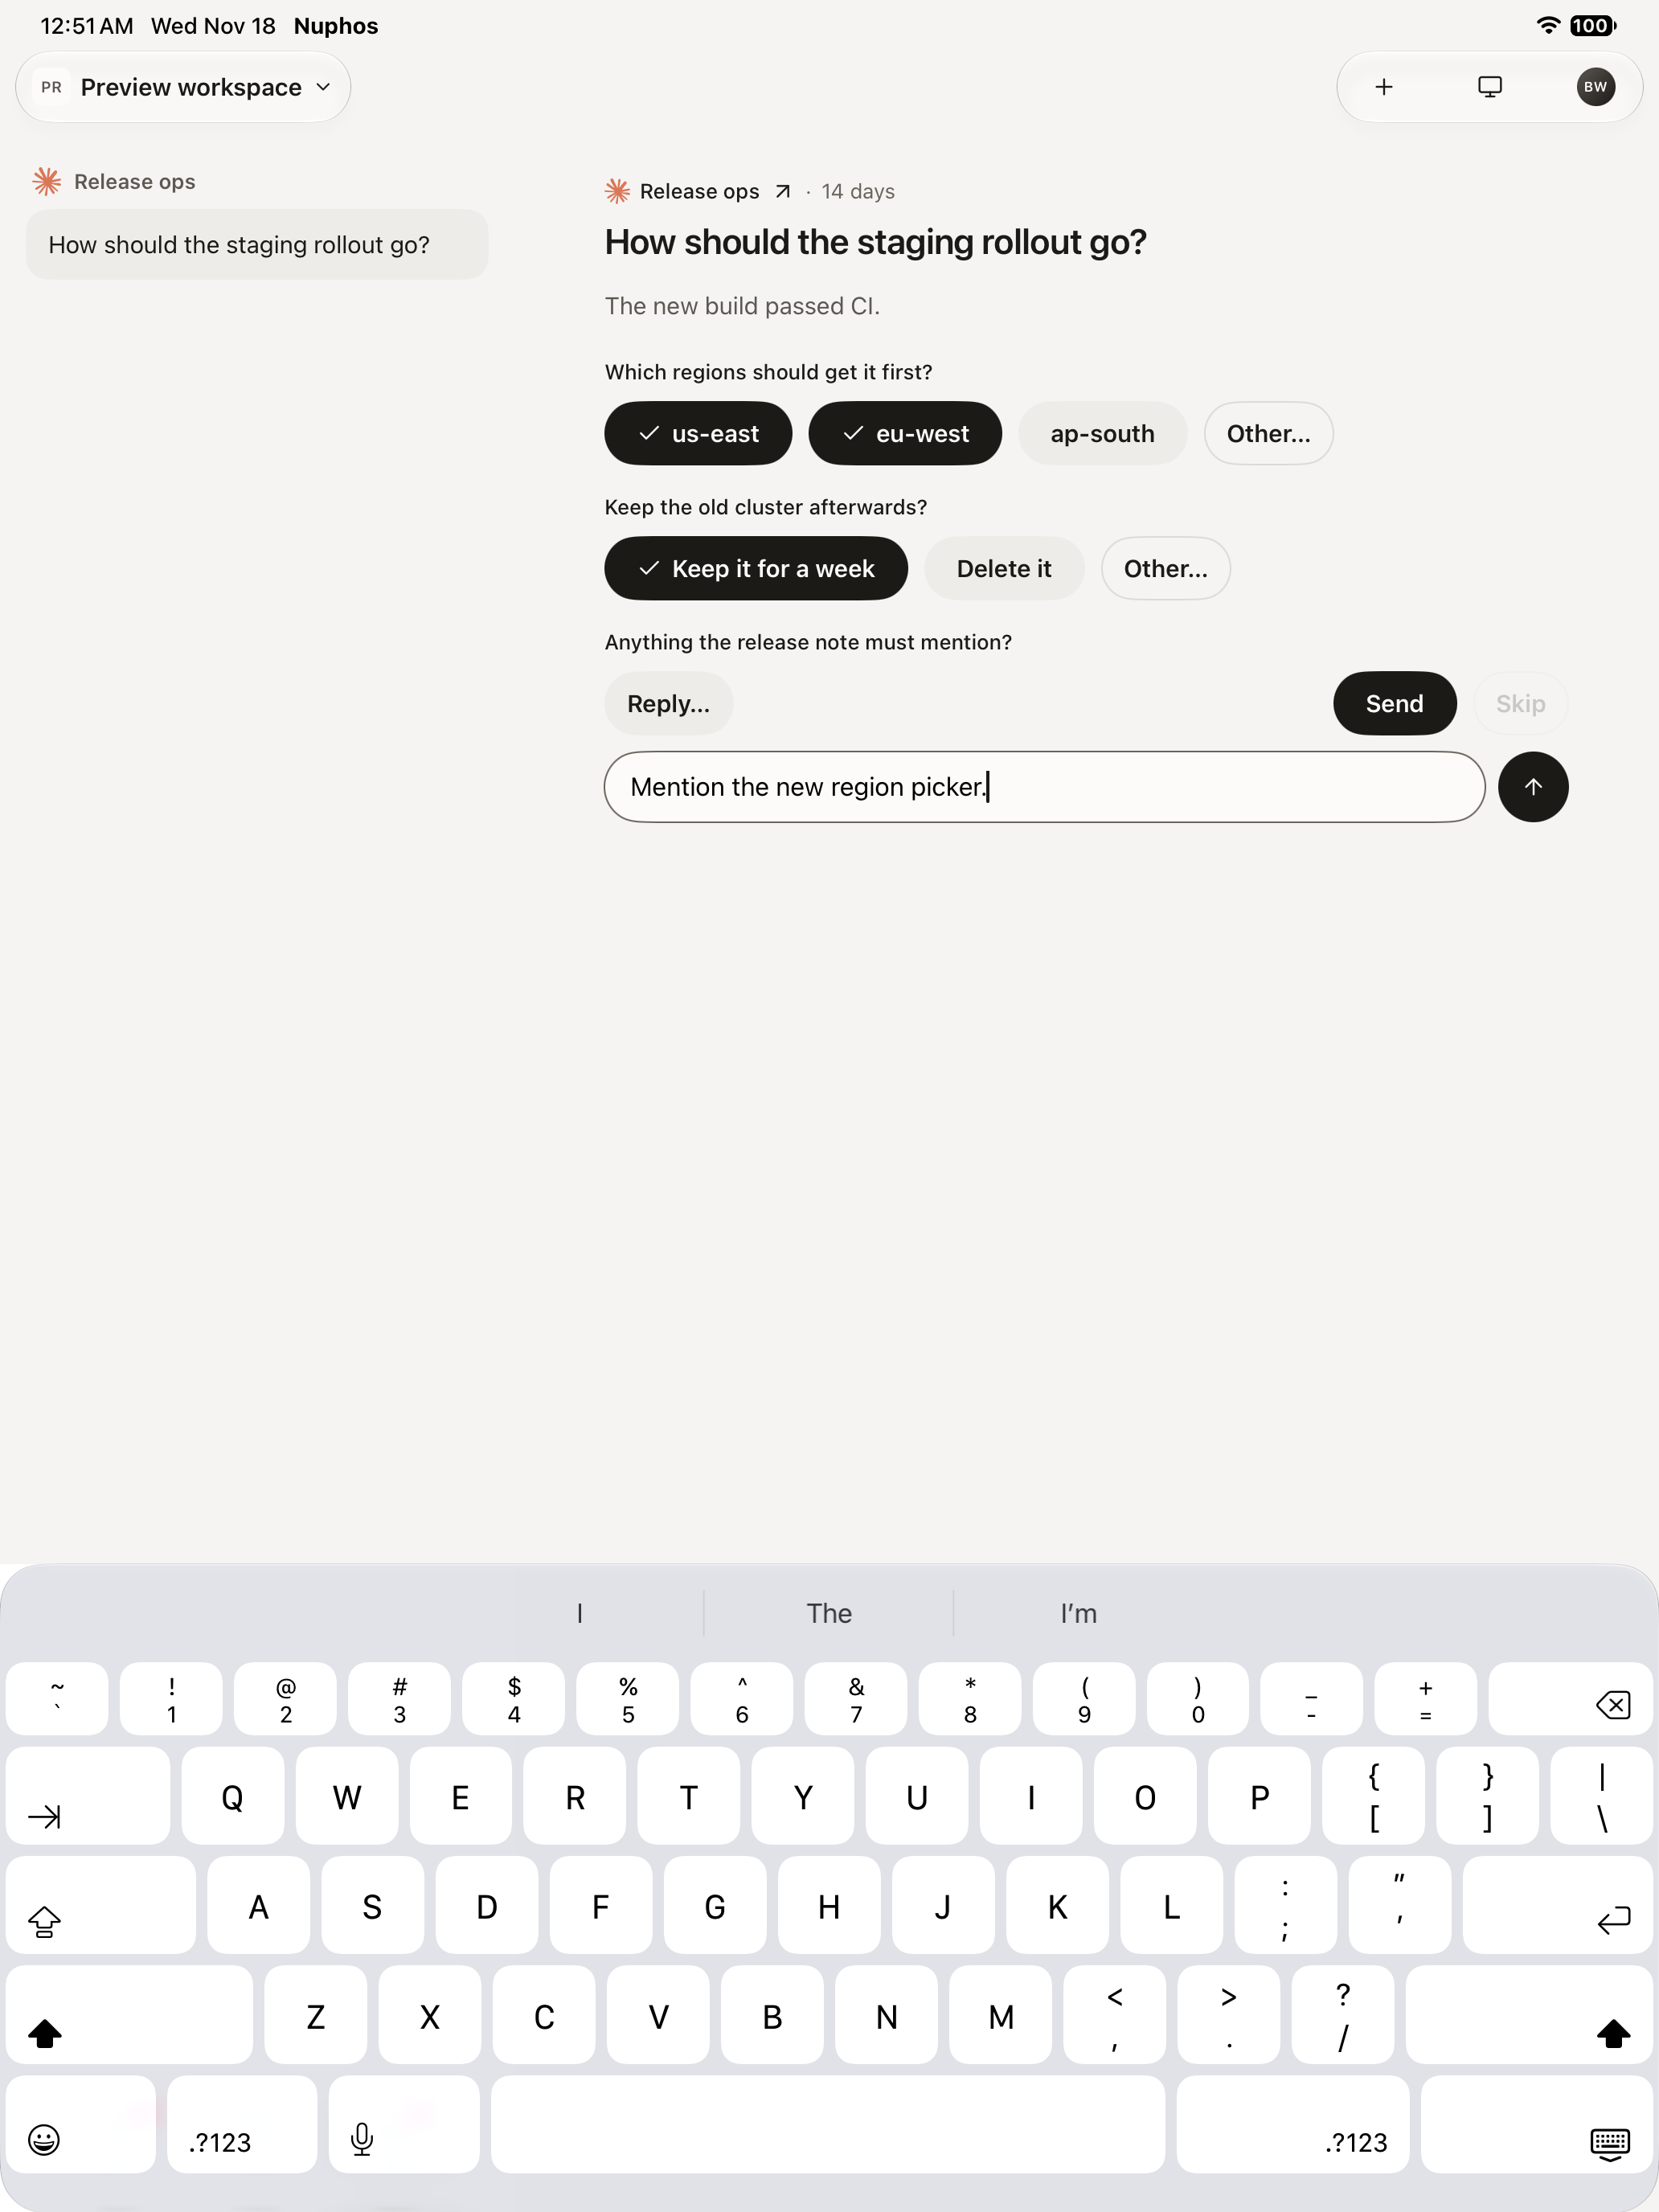 12:51 AM Wed Nov 18 Nuphos 100
PR Preview workspace BW
Release ops
How should the staging rollout go?
Release ops · 14 days
How should the staging rollout go?
The new build passed CI.
Which regions should get it first?
us-east eu-west ap-south Other...
Keep the old cluster afterwards?
Keep it for a week Delete it Other...
Anything the release note must mention?
Reply... Send Skip
Mention the new region picker.
I The I’m
~ ! @ # $ % ^ & * ( ) _ +
` 1 2 3 4 5 6 7 8 9 0 - =
Q W E R T Y U I O P { } |
[ ] \
A S D F G H J K L : "
; '
Z X C V B N M < > ?
, . /
.?123 .?123